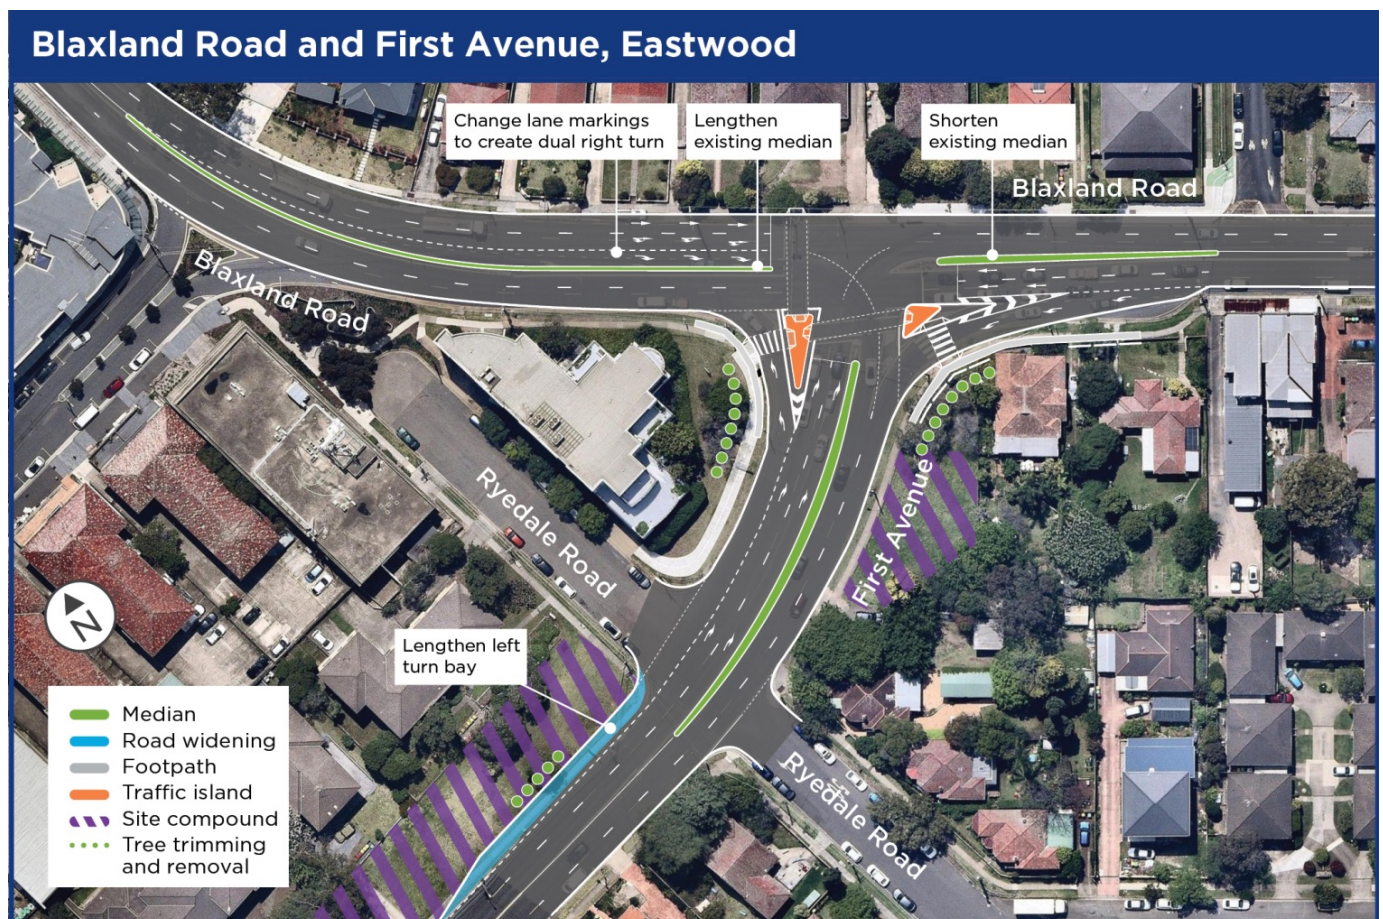 Blaxland Road and First Avenue, Eastwood
Change lane markings
to create dual right turn
Lengthen
existing median
Shorten
existing median
Blaxland Road
Blaxland Road
Ryedale Road
First Avenue
Lengthen left
turn bay
Ryedale Road
N
Median
Road widening
Footpath
Traffic island
Site compound
Tree trimming
and removal